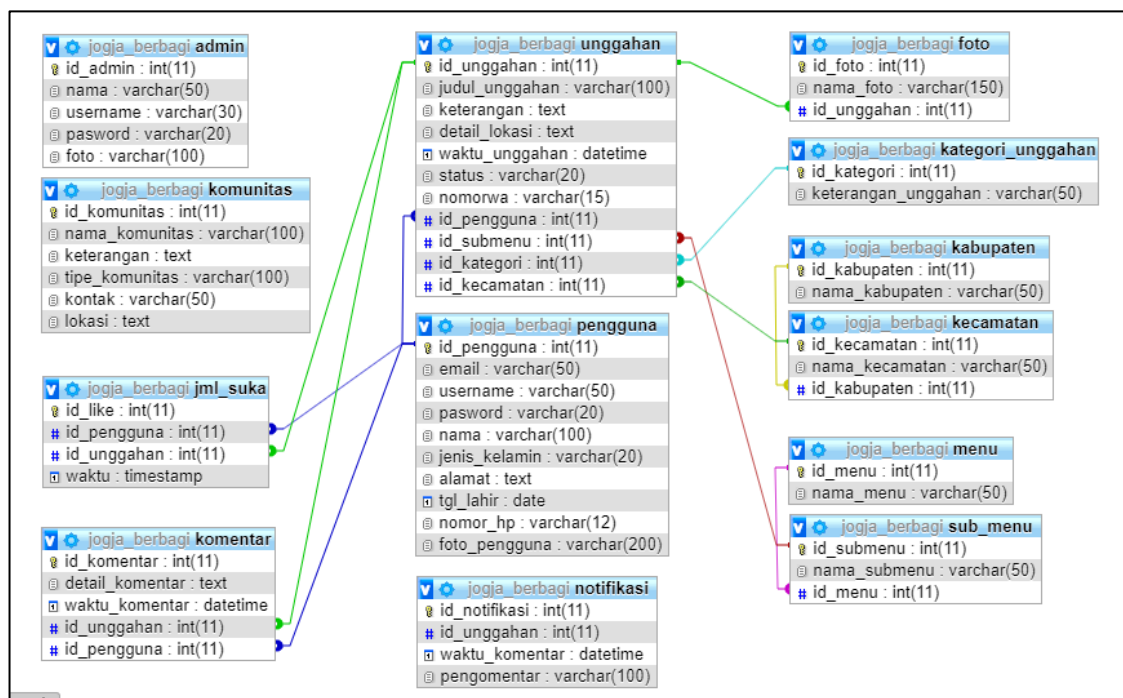 jogja_berbagi admin
id_admin : int(11)
nama : varchar(50)
username : varchar(30)
pasword : varchar(20)
foto : varchar(100)
jogja_berbagi komunitas
id_komunitas : int(11)
nama_komunitas : varchar(100)
keterangan : text
tipe_komunitas : varchar(100)
kontak : varchar(50)
lokasi : text
jogja_berbagi jml_suka
id_like : int(11)
# id_pengguna : int(11)
# id_unggahan : int(11)
waktu : timestamp
jogja_berbagi komentar
id_komentar : int(11)
detail_komentar : text
waktu_komentar : datetime
# id_unggahan : int(11)
# id_pengguna : int(11)
jogja_berbagi unggahan
id_unggahan : int(11)
judul_unggahan : varchar(100)
keterangan : text
detail_lokasi : text
waktu_unggahan : datetime
status : varchar(20)
nomorwa : varchar(15)
# id_pengguna : int(11)
# id_submenu : int(11)
# id_kategori : int(11)
# id_kecamatan : int(11)
jogja_berbagi pengguna
id_pengguna : int(11)
email : varchar(50)
username : varchar(50)
pasword : varchar(20)
nama : varchar(100)
jenis_kelamin : varchar(20)
alamat : text
tgl_lahir : date
nomor_hp : varchar(12)
foto_pengguna : varchar(200)
jogja_berbagi notifikasi
id_notifikasi : int(11)
# id_unggahan : int(11)
waktu_komentar : datetime
pengomentar : varchar(100)
jogja_berbagi foto
id_foto : int(11)
nama_foto : varchar(150)
# id_unggahan : int(11)
jogja_berbagi kategori_unggahan
id_kategori : int(11)
keterangan_unggahan : varchar(50)
jogja_berbagi kabupaten
id_kabupaten : int(11)
nama_kabupaten : varchar(50)
jogja_berbagi kecamatan
id_kecamatan : int(11)
nama_kecamatan : varchar(50)
# id_kabupaten : int(11)
jogja_berbagi menu
id_menu : int(11)
nama_menu : varchar(50)
jogja_berbagi sub_menu
id_submenu : int(11)
nama_submenu : varchar(50)
# id_menu : int(11)